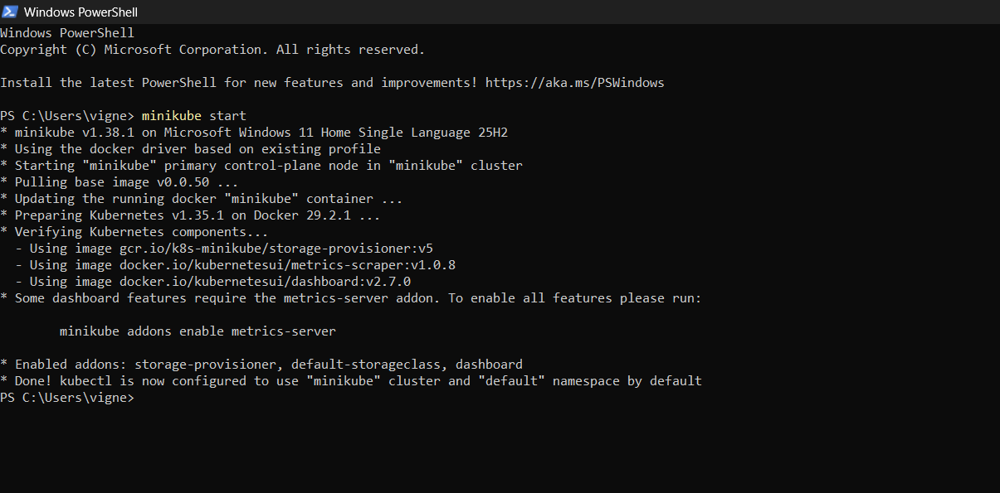 Windows PowerShell
Windows PowerShell
Copyright (C) Microsoft Corporation. All rights reserved.
Install the latest PowerShell for new features and improvements! https://aka.ms/PSWindows
PS C:\Users\vigne> minikube start
* minikube v1.38.1 on Microsoft Windows 11 Home Single Language 25H2
* Using the docker driver based on existing profile
* Starting "minikube" primary control-plane node in "minikube" cluster
* Pulling base image v0.0.50 ...
* Updating the running docker "minikube" container ...
* Preparing Kubernetes v1.35.1 on Docker 29.2.1 ...
* Verifying Kubernetes components...
  - Using image gcr.io/k8s-minikube/storage-provisioner:v5
  - Using image docker.io/kubernetesui/metrics-scraper:v1.0.8
  - Using image docker.io/kubernetesui/dashboard:v2.7.0
* Some dashboard features require the metrics-server addon. To enable all features please run:
        minikube addons enable metrics-server
* Enabled addons: storage-provisioner, default-storageclass, dashboard
* Done! kubectl is now configured to use "minikube" cluster and "default" namespace by default
PS C:\Users\vigne>